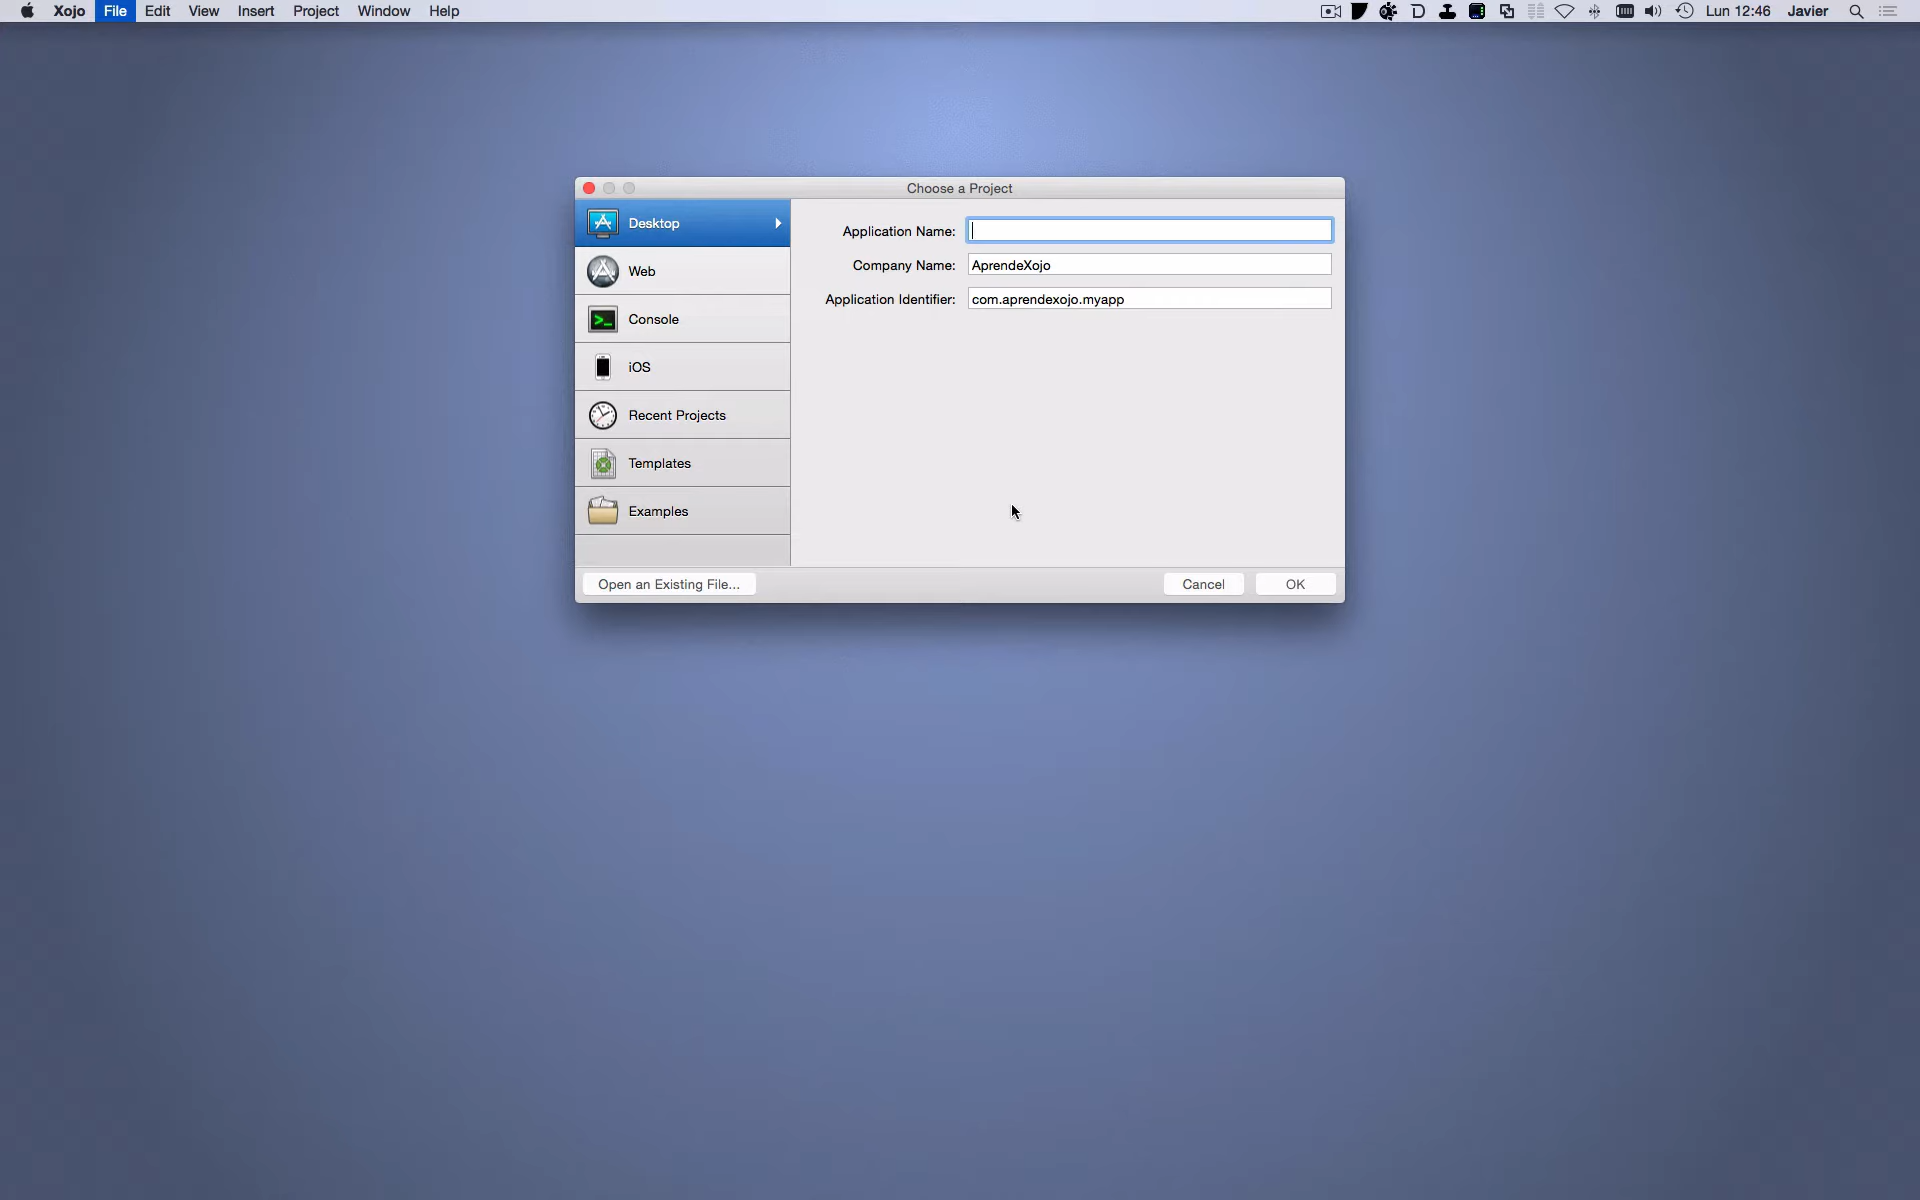 Xojo File Edit View Insert Project Window Help Lun 12:46 Javier
Choose a Project
Desktop
Web
Console
iOS
Recent Projects
Templates
Examples
Application Name:
Company Name: AprendeXojo
Application Identifier: com.aprendexojo.myapp
Open an Existing File... Cancel OK